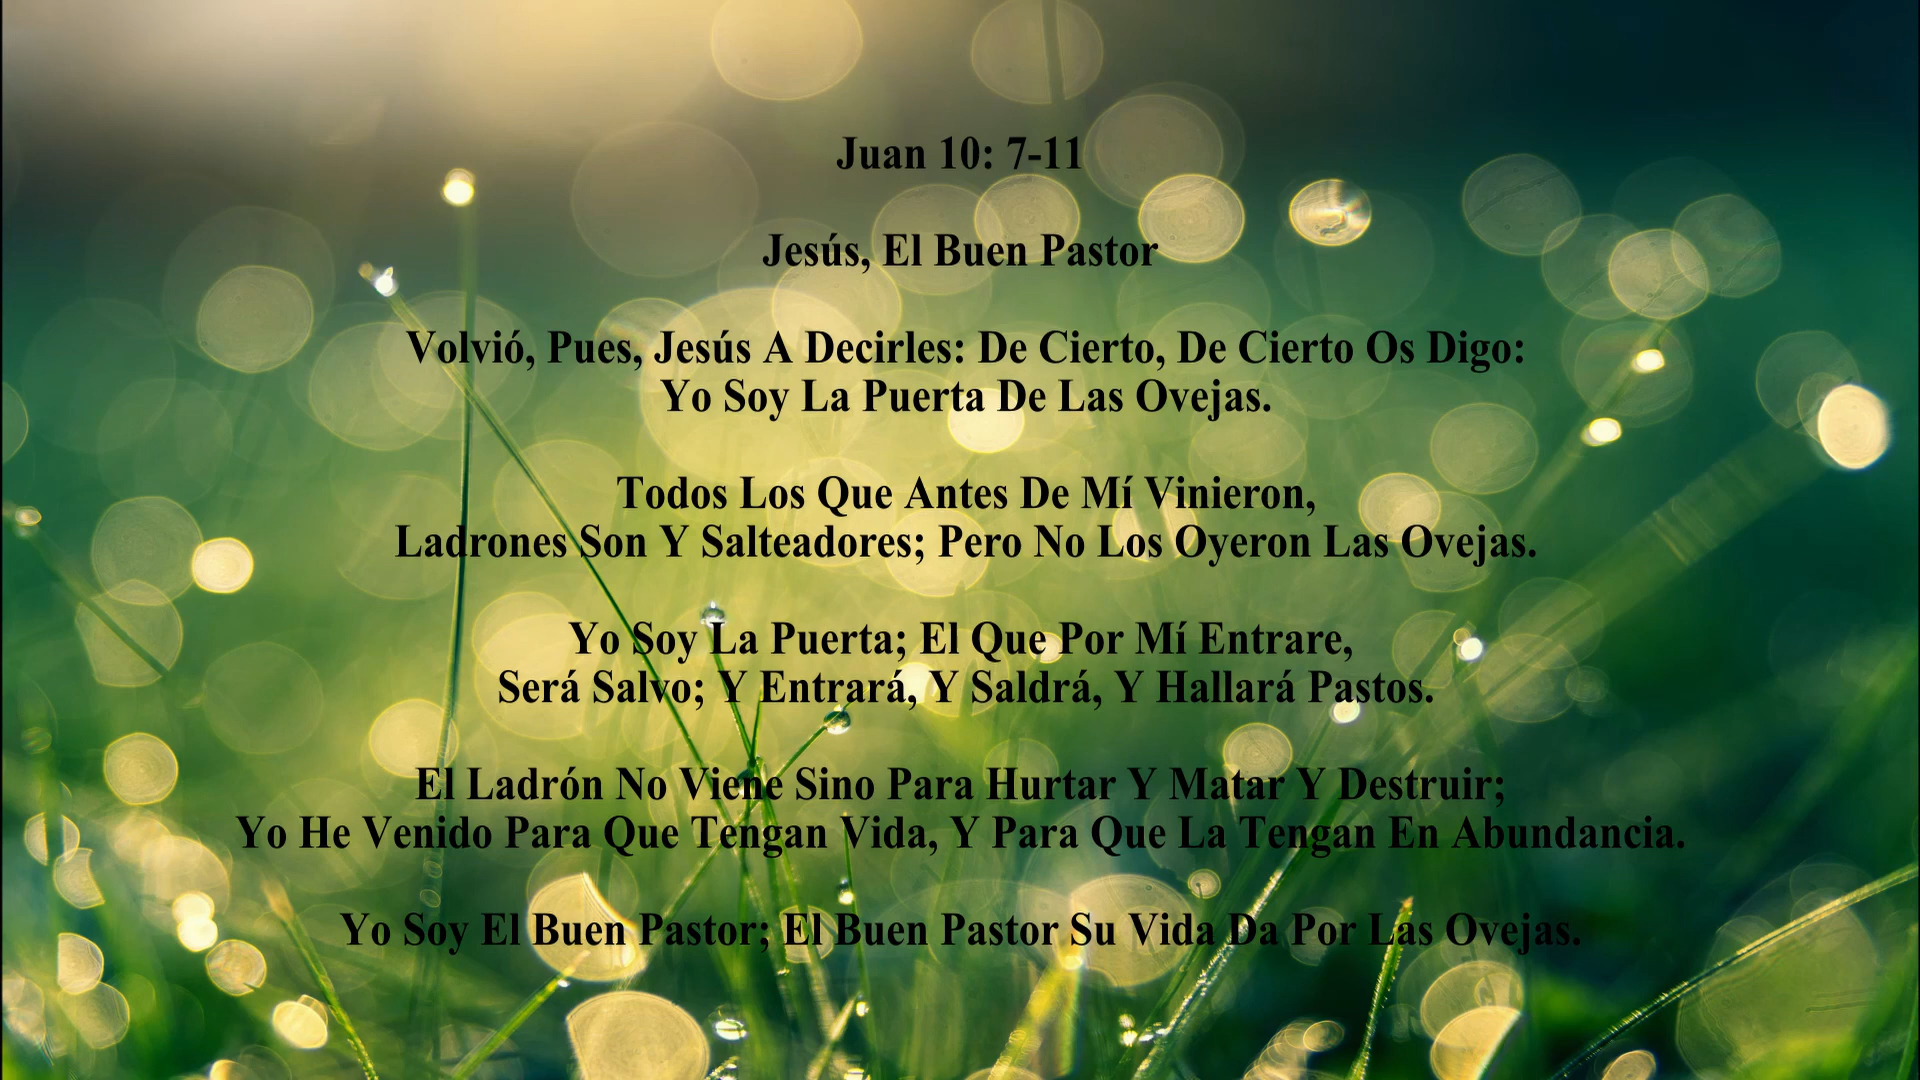 Juan 10: 7-11
Jesús, El Buen Pastor
Volvió, Pues, Jesús A Decirles: De Cierto, De Cierto Os Digo:
Yo Soy La Puerta De Las Ovejas.
Todos Los Que Antes De Mí Vinieron,
Ladrones Son Y Salteadores; Pero No Los Oyeron Las Ovejas.
Yo Soy La Puerta; El Que Por Mí Entrare,
Será Salvo; Y Entrará, Y Saldrá, Y Hallará Pastos.
El Ladrón No Viene Sino Para Hurtar Y Matar Y Destruir;
Yo He Venido Para Que Tengan Vida, Y Para Que La Tengan En Abundancia.
Yo Soy El Buen Pastor; El Buen Pastor Su Vida Da Por Las Ovejas.